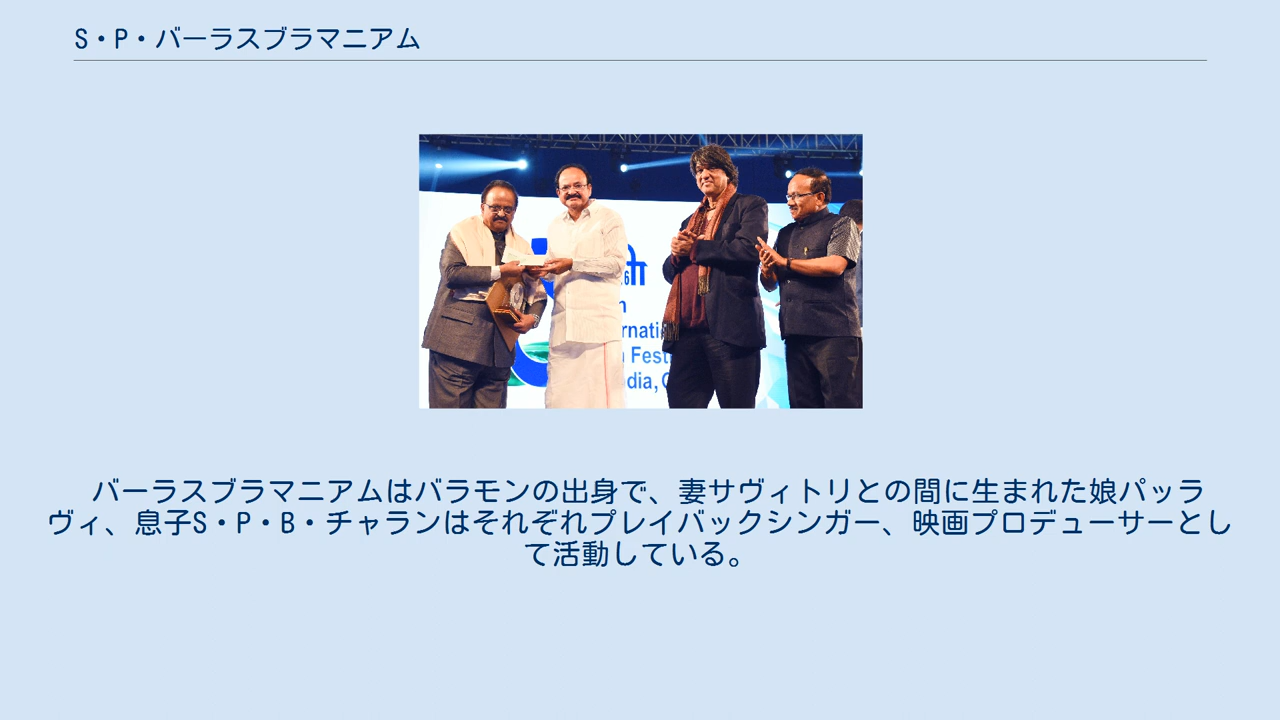 S・P・バーラスブラマニアム
rnati
Fest
dia,
バーラスブラマニアムはバラモンの出身で、妻サヴィトリとの間に生まれた娘パッラ
ヴィ、息子S・P・B・チャランはそれぞれプレイバックシンガー、映画プロデューサーとし
て活動している。